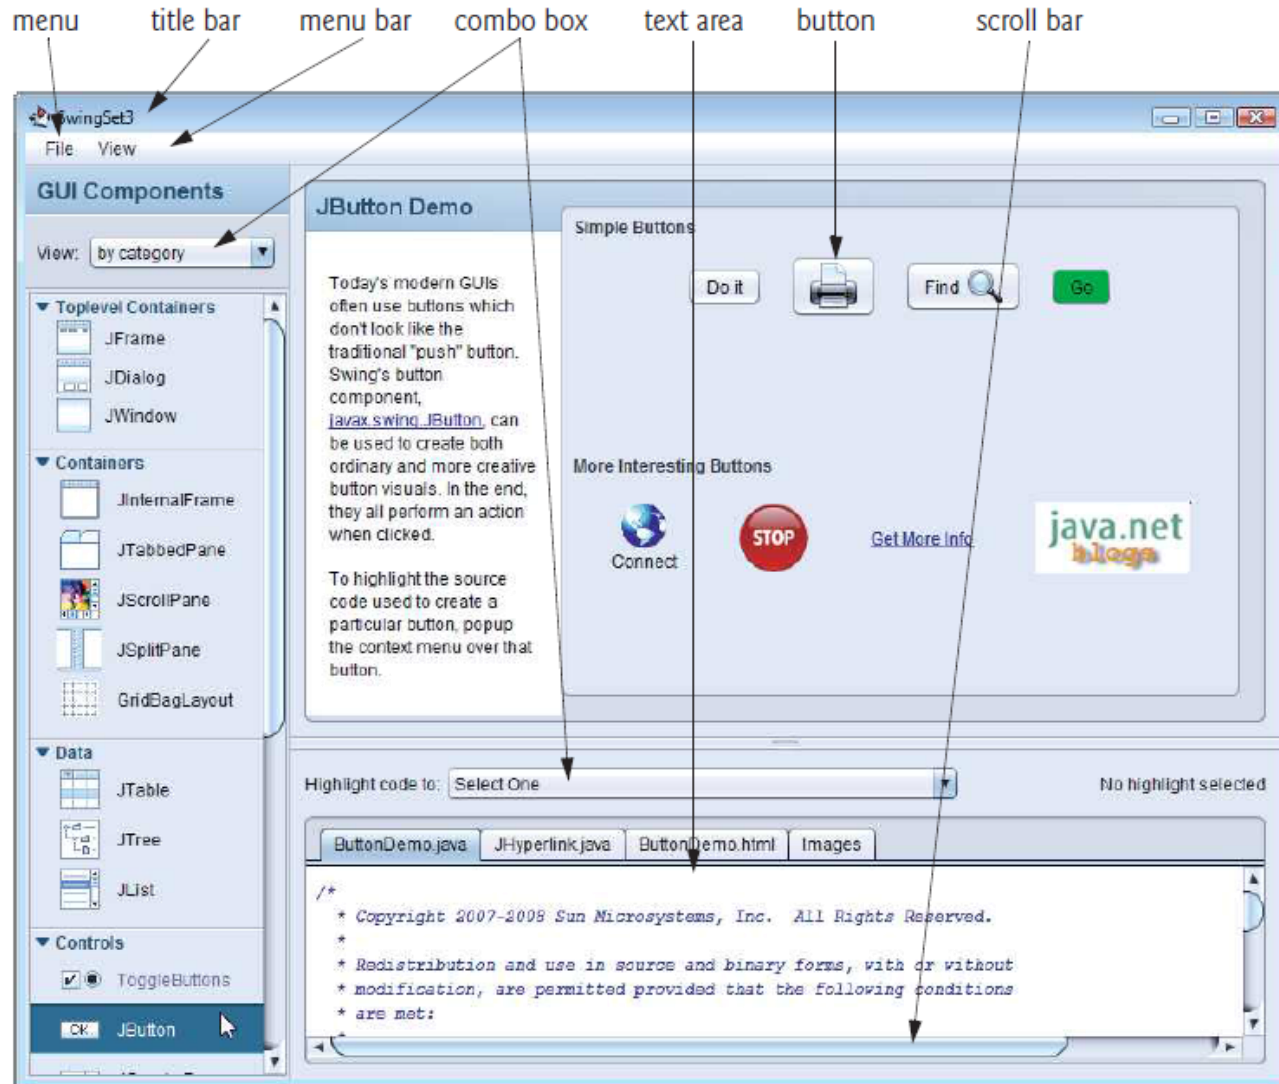 menu title bar menu bar combo box text area button scroll bar
SwingSet3
File View
GUI Components
View: by category
Toplevel Containers
JFrame
JDialog
JWindow
Containers
JInternalFrame
JTabbedPane
JScrollPane
JSplitPane
GridBagLayout
Data
JTable
JTree
JList
Controls
ToggleButtons
OK JButton
JButton Demo
Today's modern GUIs
often use buttons which
don't look like the
traditional "push" button.
Swing's button
component,
javax.swing.JButton, can
be used to create both
ordinary and more creative
button visuals. In the end,
they all perform an action
when clicked.
To highlight the source
code used to create a
particular button, popup
the context menu over that
button.
Simple Buttons
Do it Find Go
More Interesting Buttons
Connect STOP Get More Info java.net
blogs
Highlight code to: Select One No highlight selected
ButtonDemo.java JHyperlink.java ButtonDemo.html Images
/*
* Copyright 2007-2008 Sun Microsystems, Inc. All Rights Reserved.
*
* Redistribution and use in source and binary forms, with or without
* modification, are permitted provided that the following conditions
* are met:
*